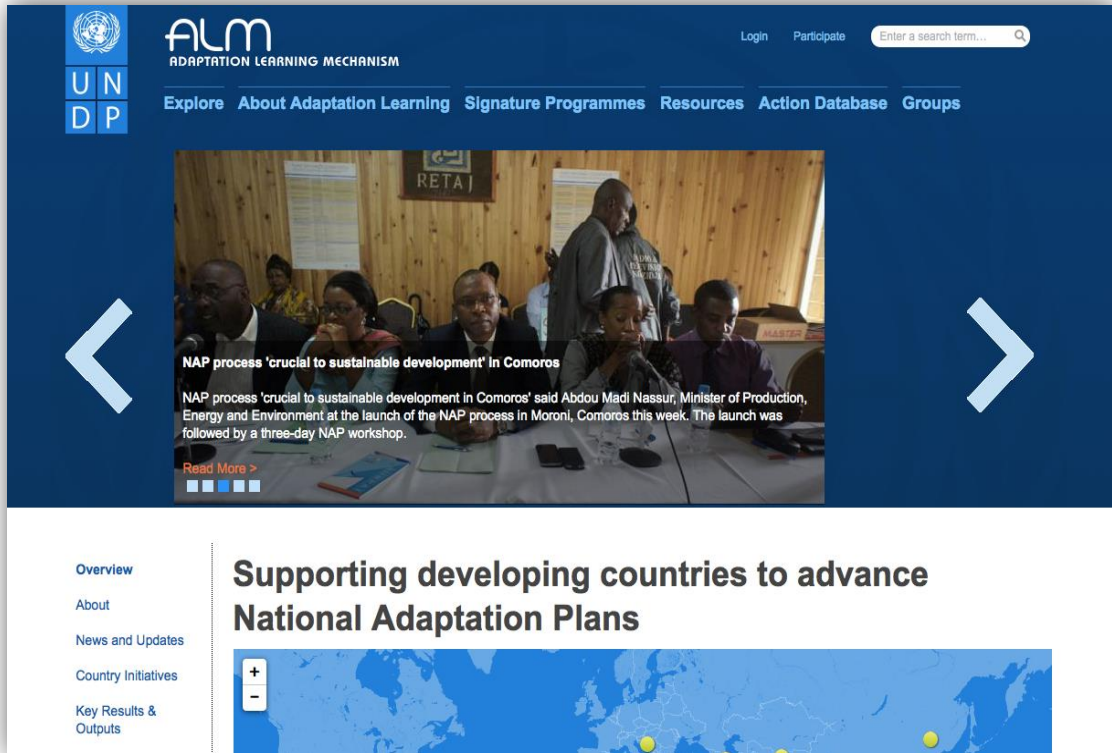 U N
D P
ALM
ADAPTATION LEARNING MECHANISM
Login Participate Enter a search term...
Explore About Adaptation Learning Signature Programmes Resources Action Database Groups
RETAJ
MASTER
NAP process 'crucial to sustainable development' in Comoros
NAP process 'crucial to sustainable development in Comoros' said Abdou Madi Nassur, Minister of Production,
Energy and Environment at the launch of the NAP process in Moroni, Comoros this week. The launch was
followed by a three-day NAP workshop.
Read More >
Overview
About
News and Updates
Country Initiatives
Key Results &
Outputs
Supporting developing countries to advance
National Adaptation Plans
+
-